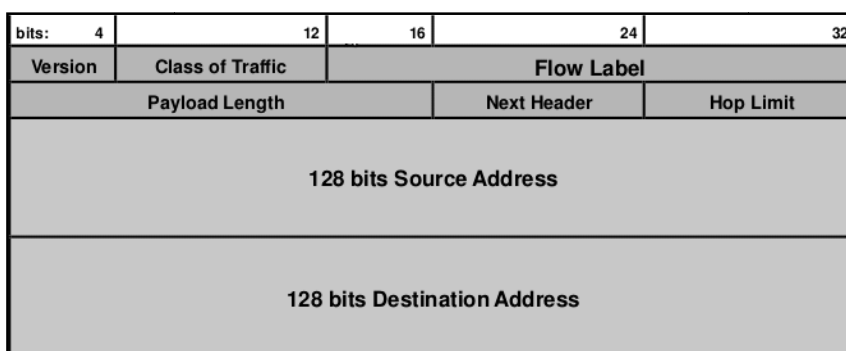 bits: 4 12 16 24 32
Version Class of Traffic Flow Label
Payload Length Next Header Hop Limit
128 bits Source Address
128 bits Destination Address